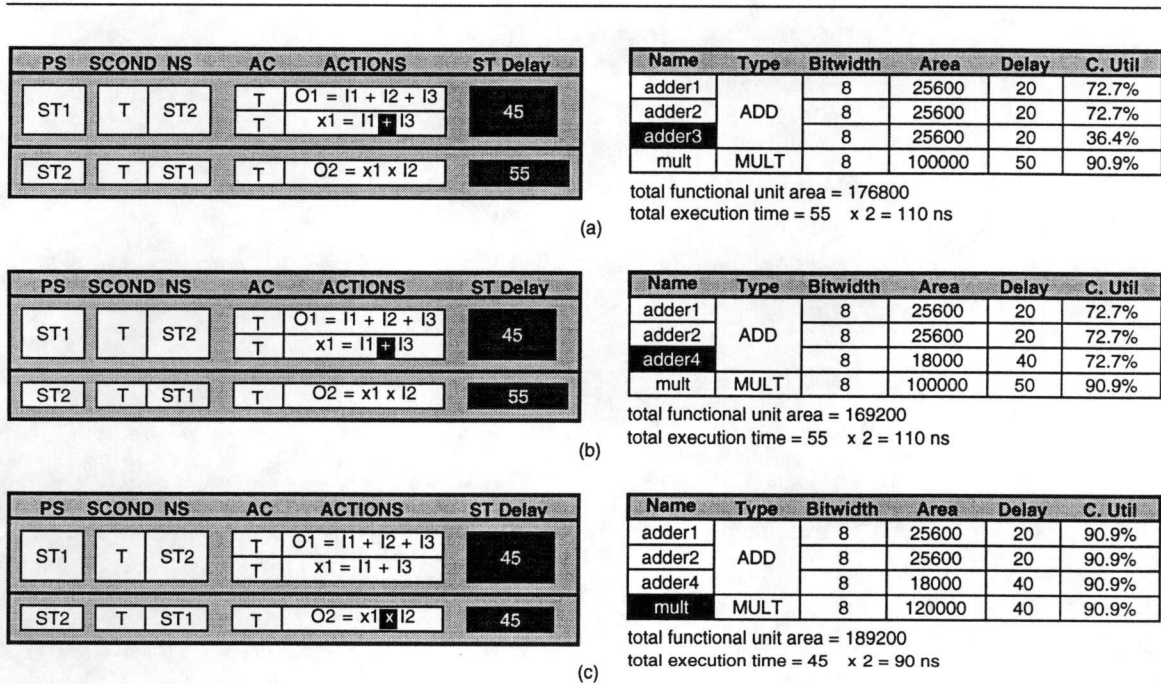 PS SCOND NS AC ACTIONS ST Delay
ST1 T ST2 T O1 = I1 + I2 + I3 45
T x1 = I1 + I3
ST2 T ST1 T O2 = x1 x I2 55
Name Type Bitwidth Area Delay C. Util
adder1 ADD 8 25600 20 72.7%
adder2 8 25600 20 72.7%
adder3 8 25600 20 36.4%
mult MULT 8 100000 50 90.9%
total functional unit area = 176800
total execution time = 55 x 2 = 110 ns
(a)
PS SCOND NS AC ACTIONS ST Delay
ST1 T ST2 T O1 = I1 + I2 + I3 45
T x1 = I1 + I3
ST2 T ST1 T O2 = x1 x I2 55
Name Type Bitwidth Area Delay C. Util
adder1 ADD 8 25600 20 72.7%
adder2 8 25600 20 72.7%
adder4 8 18000 40 72.7%
mult MULT 8 100000 50 90.9%
total functional unit area = 169200
total execution time = 55 x 2 = 110 ns
(b)
PS SCOND NS AC ACTIONS ST Delay
ST1 T ST2 T O1 = I1 + I2 + I3 45
T x1 = I1 + I3
ST2 T ST1 T O2 = x1 x I2 45
Name Type Bitwidth Area Delay C. Util
adder1 ADD 8 25600 20 90.9%
adder2 8 25600 20 90.9%
adder4 8 18000 40 90.9%
mult MULT 8 120000 40 90.9%
total functional unit area = 189200
total execution time = 45 x 2 = 90 ns
(c)